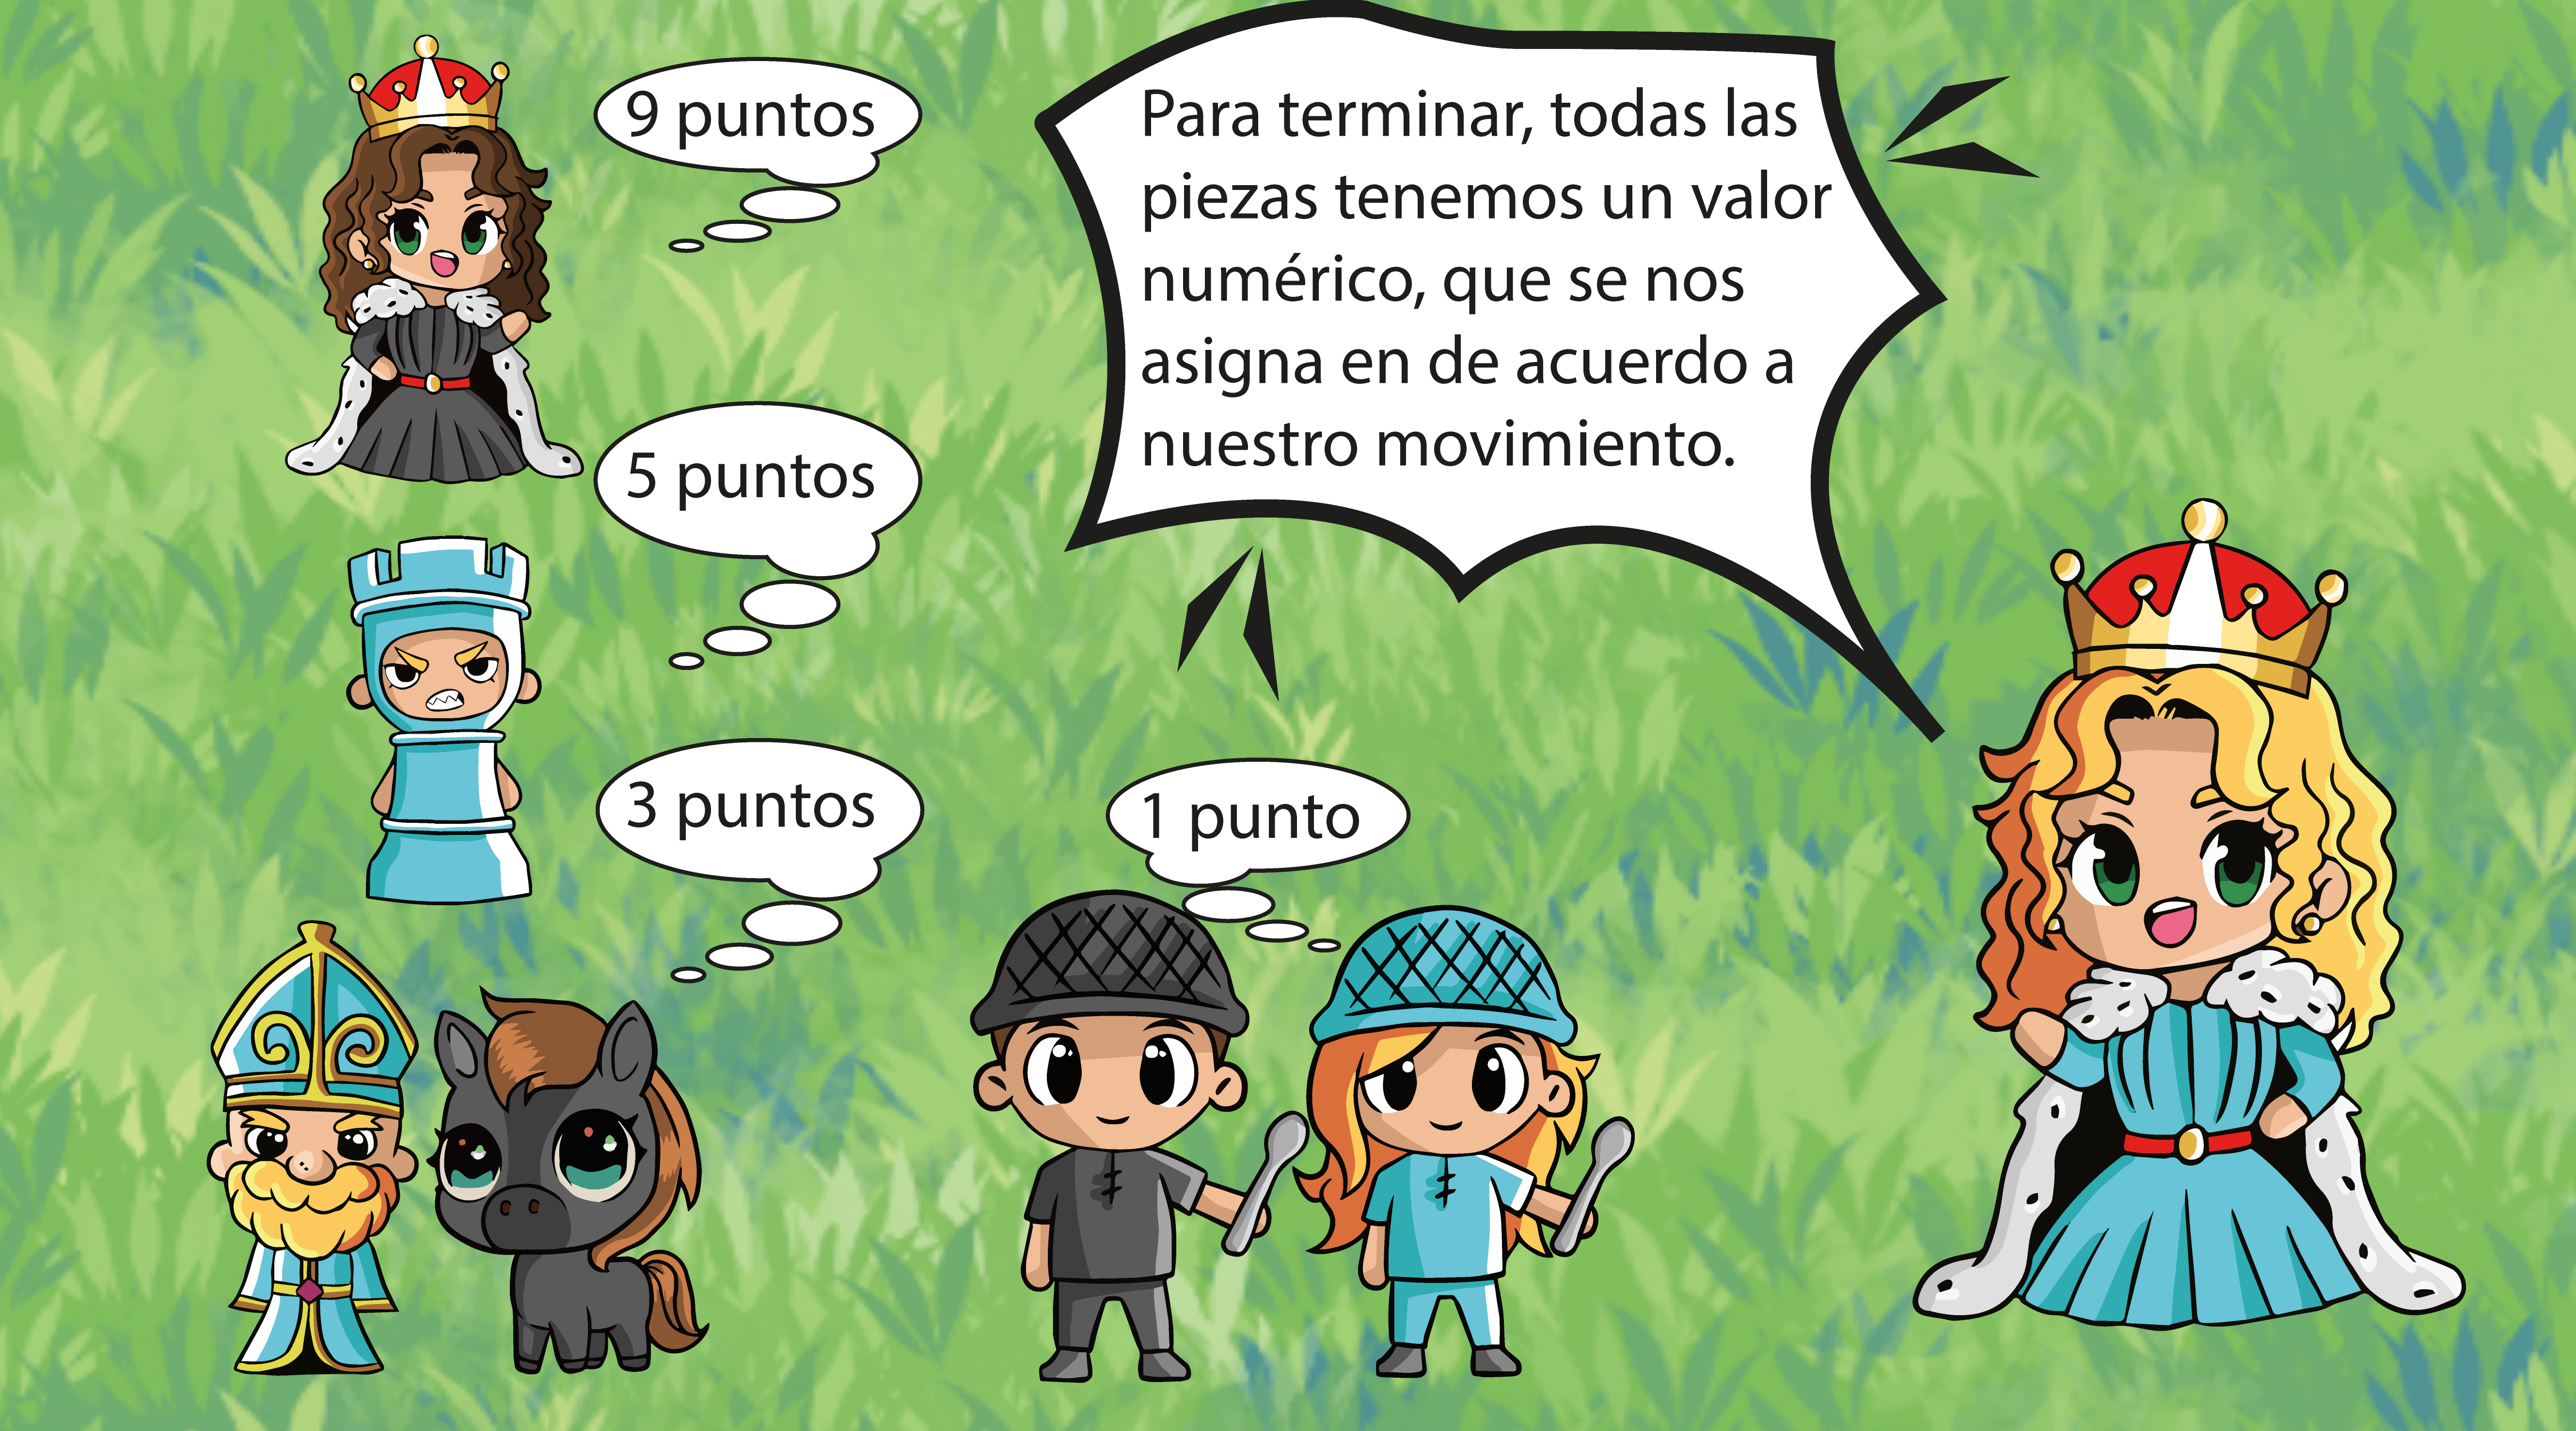 9 puntos
Para terminar, todas las
piezas tenemos un valor
numérico, que se nos
asigna en de acuerdo a
nuestro movimiento.
5 puntos
3 puntos
1 punto